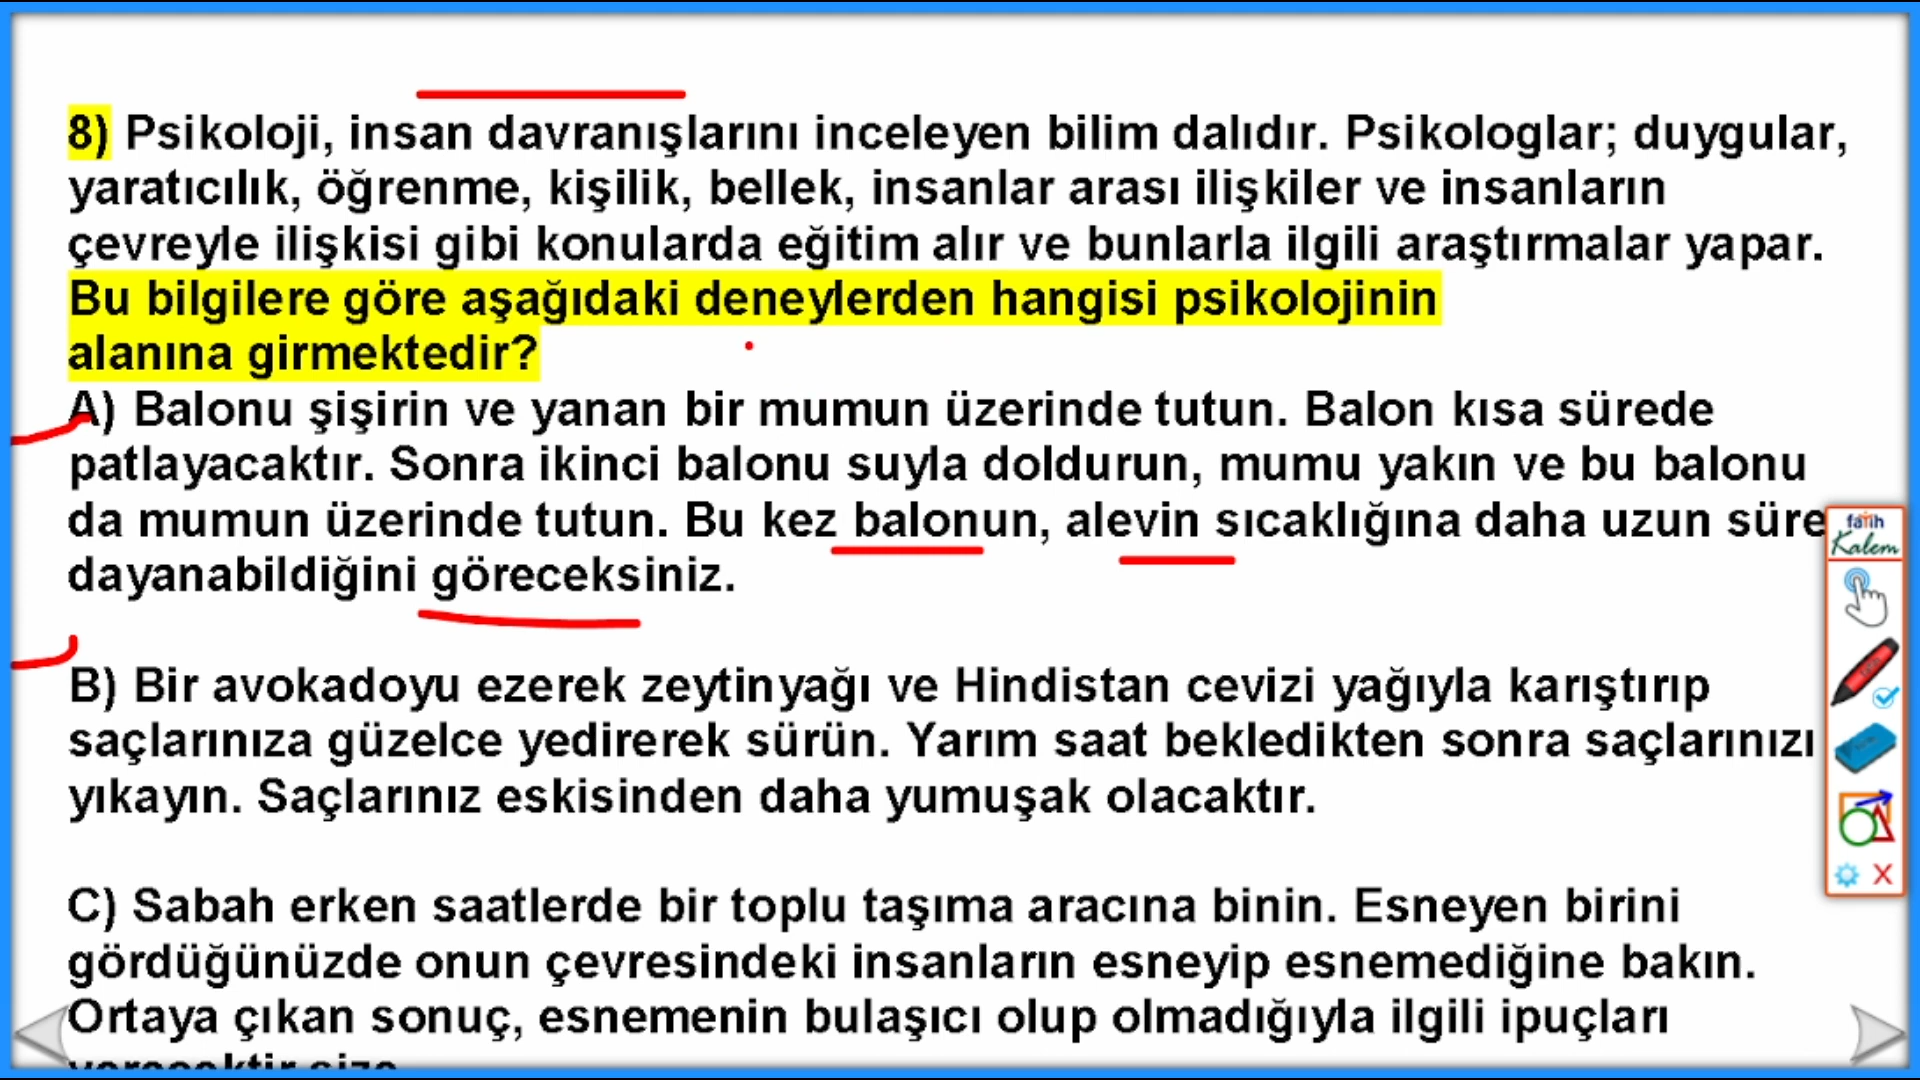 8) Psikoloji, insan davranışlarını inceleyen bilim dalıdır. Psikologlar; duygular,
yaratıcılık, öğrenme, kişilik, bellek, insanlar arası ilişkiler ve insanların
çevreyle ilişkisi gibi konularda eğitim alır ve bunlarla ilgili araştırmalar yapar.
Bu bilgilere göre aşağıdaki deneylerden hangisi psikolojinin
alanına girmektedir?
A) Balonu şişirin ve yanan bir mumun üzerinde tutun. Balon kısa sürede
patlayacaktır. Sonra ikinci balonu suyla doldurun, mumu yakın ve bu balonu
da mumun üzerinde tutun. Bu kez balonun, alevin sıcaklığına daha uzun süre
dayanabildiğini göreceksiniz.
B) Bir avokadoyu ezerek zeytinyağı ve Hindistan cevizi yağıyla karıştırıp
saçlarınıza güzelce yedirerek sürün. Yarım saat bekledikten sonra saçlarınızı
yıkayın. Saçlarınız eskisinden daha yumuşak olacaktır.
C) Sabah erken saatlerde bir toplu taşıma aracına binin. Esneyen birini
gördüğünüzde onun çevresindeki insanların esneyip esnemediğine bakın.
Ortaya çıkan sonuç, esnemenin bulaşıcı olup olmadığıyla ilgili ipuçları
verecektir size.
fatih
Kalem